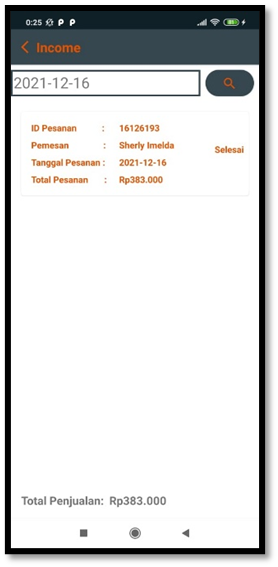 0:25
Income
2021-12-16
ID Pesanan : 16126193
Pemesan : Sherly Imelda
Selesai
Tanggal Pesanan : 2021-12-16
Total Pesanan : Rp383.000
Total Penjualan: Rp383.000